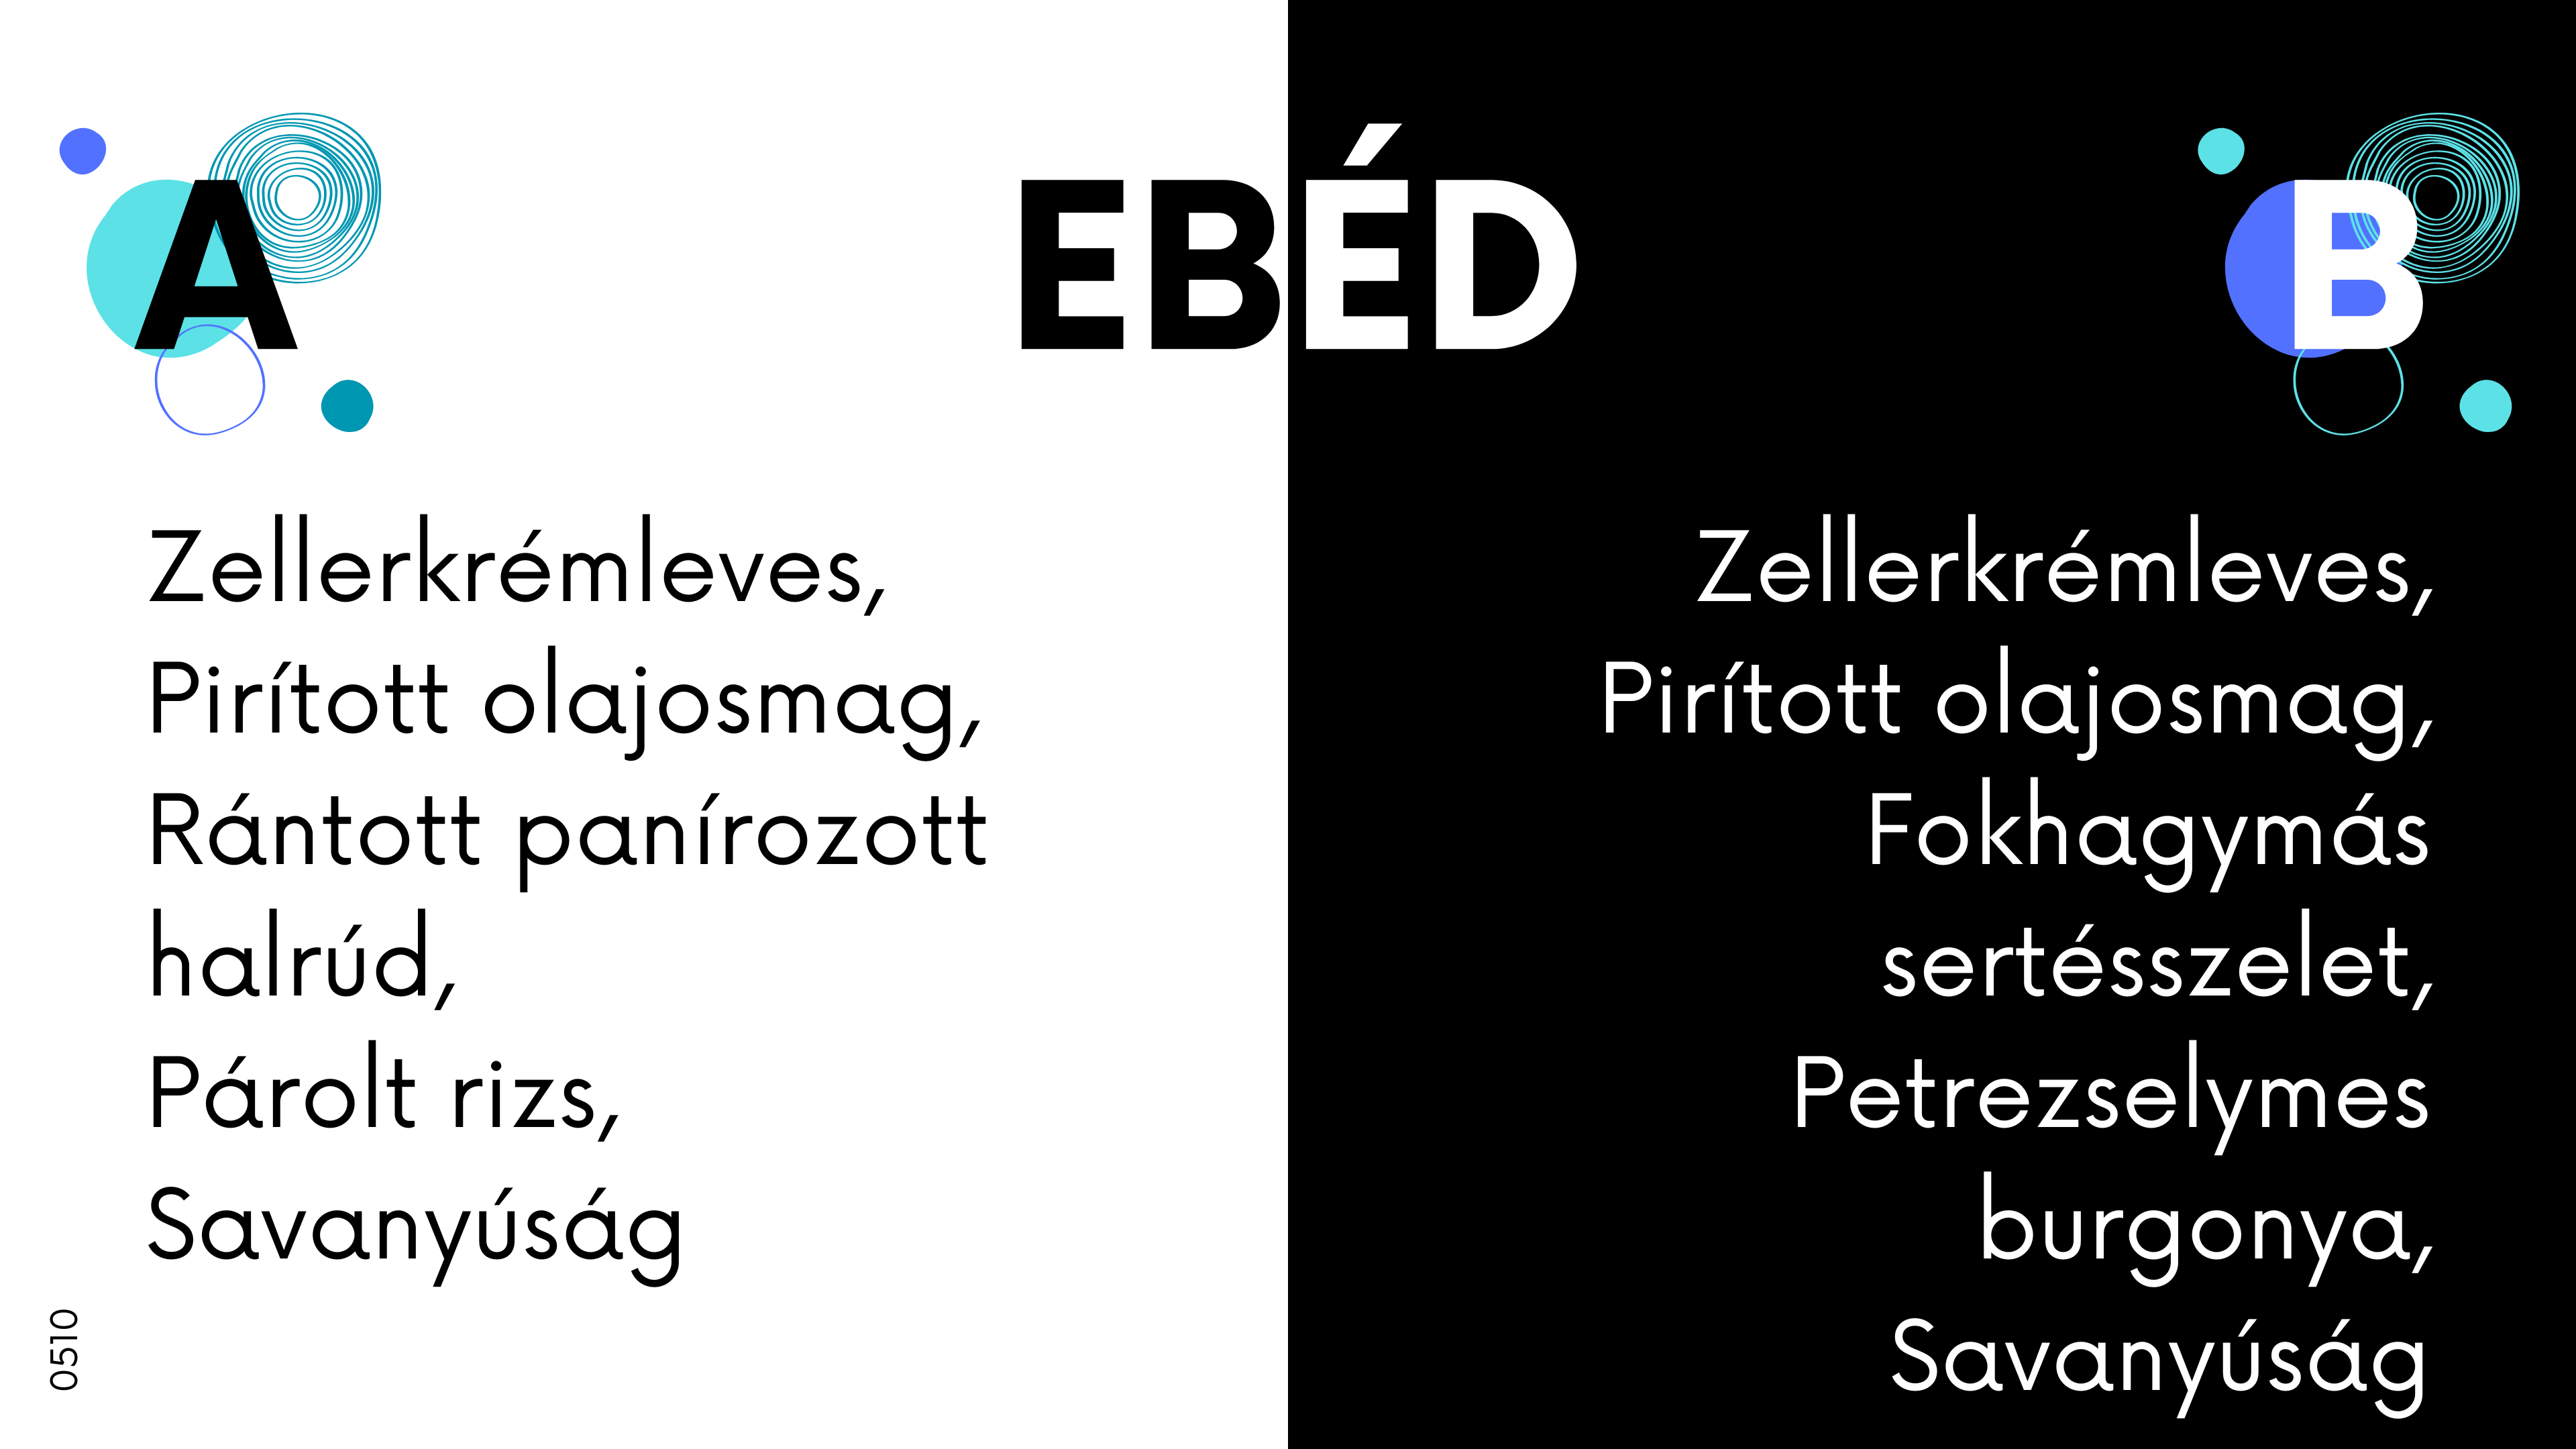 EBÉD
A
Zellerkrémleves,
Pirított olajosmag,
Rántott panírozott
halrúd,
Párolt rizs,
Savanyúság
0510
B
Zellerkrémleves,
Pirított olajosmag,
Fokhagymás
sertésszelet,
Petrezselymes
burgonya,
Savanyúság